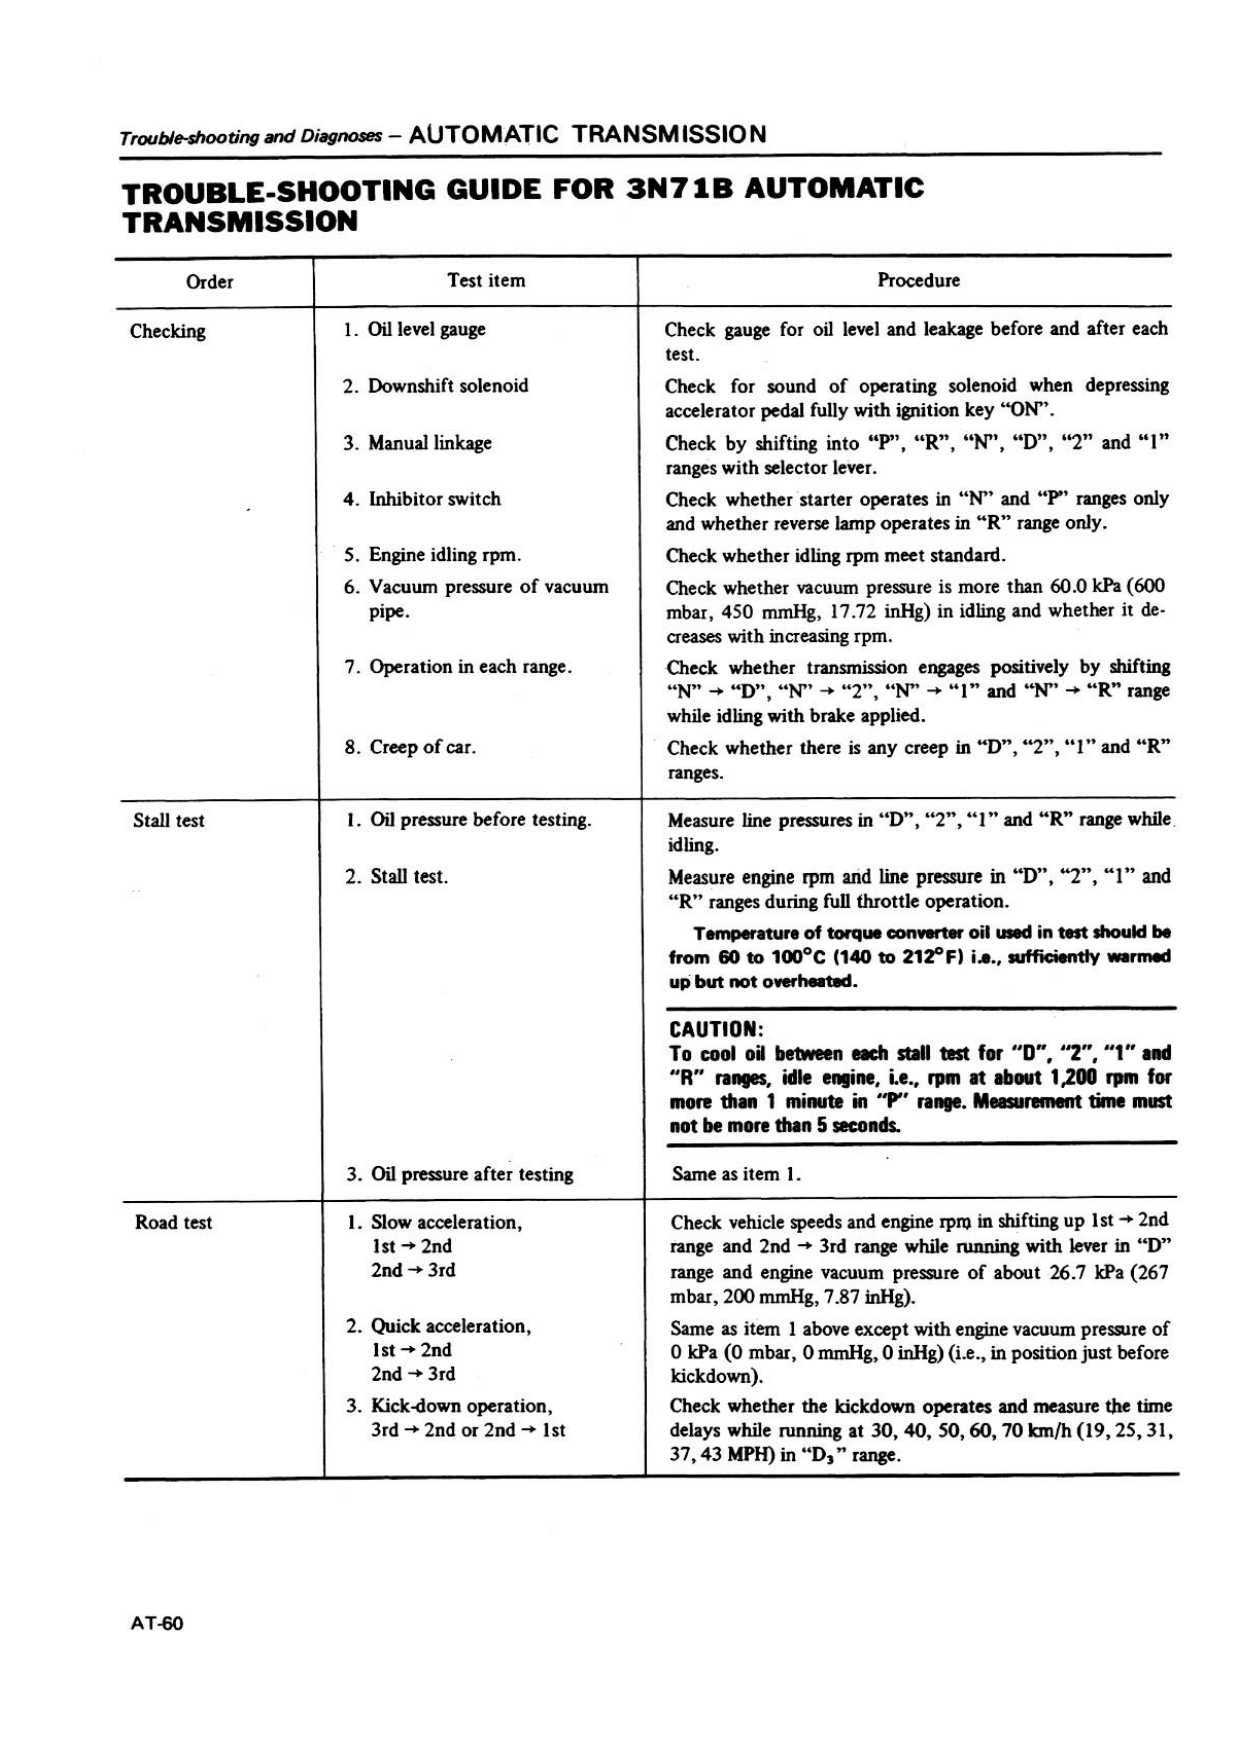 Trouble-shooting and Diagnoses – AUTOMATIC TRANSMISSION
TROUBLE-SHOOTING GUIDE FOR 3N71B AUTOMATIC
TRANSMISSION
Order
Test item
Procedure
Checking
1. Oil level gauge
Check gauge for oil level and leakage before and after each
test.
2. Downshift solenoid
Check for sound of operating solenoid when depressing
accelerator pedal fully with ignition key “ON”.
3. Manual linkage
Check by shifting into “P”, “R”, “N”, “D”, “2” and “1”
ranges with selector lever.
4. Inhibitor switch
Check whether starter operates in “N” and “P” ranges only
and whether reverse lamp operates in “R” range only.
5. Engine idling rpm.
Check whether idling rpm meet standard.
6. Vacuum pressure of vacuum
pipe.
Check whether vacuum pressure is more than 60.0 kPa (600
mbar, 450 mmHg, 17.72 inHg) in idling and whether it de-
creases with increasing rpm.
7. Operation in each range.
Check whether transmission engages positively by shifting
“N” → “D”, “N” → “2”, “N” → “1” and “N” → “R” range
while idling with brake applied.
8. Creep of car.
Check whether there is any creep in “D”, “2”, “1” and “R”
ranges.
Stall test
1. Oil pressure before testing.
Measure line pressures in “D”, “2”, “1” and “R” range while
idling.
2. Stall test.
Measure engine rpm and line pressure in “D”, “2”, “1” and
“R” ranges during full throttle operation.
Temperature of torque converter oil used in test should be
from 60 to 100°C (140 to 212°F) i.e., sufficiently warmed
up but not overheated.
CAUTION:
To cool oil between each stall test for “D”, “2”, “1” and
“R” ranges, idle engine, i.e., rpm at about 1,200 rpm for
more than 1 minute in “P” range. Measurement time must
not be more than 5 seconds.
3. Oil pressure after testing
Same as item 1.
Road test
1. Slow acceleration,
1st → 2nd
2nd → 3rd
Check vehicle speeds and engine rpm in shifting up 1st → 2nd
range and 2nd → 3rd range while running with lever in “D”
range and engine vacuum pressure of about 26.7 kPa (267
mbar, 200 mmHg, 7.87 inHg).
2. Quick acceleration,
1st → 2nd
2nd → 3rd
Same as item 1 above except with engine vacuum pressure of
0 kPa (0 mbar, 0 mmHg, 0 inHg) (i.e., in position just before
kickdown).
3. Kick-down operation,
3rd → 2nd or 2nd → 1st
Check whether the kickdown operates and measure the time
delays while running at 30, 40, 50, 60, 70 km/h (19, 25, 31,
37, 43 MPH) in “D₃” range.
AT-60